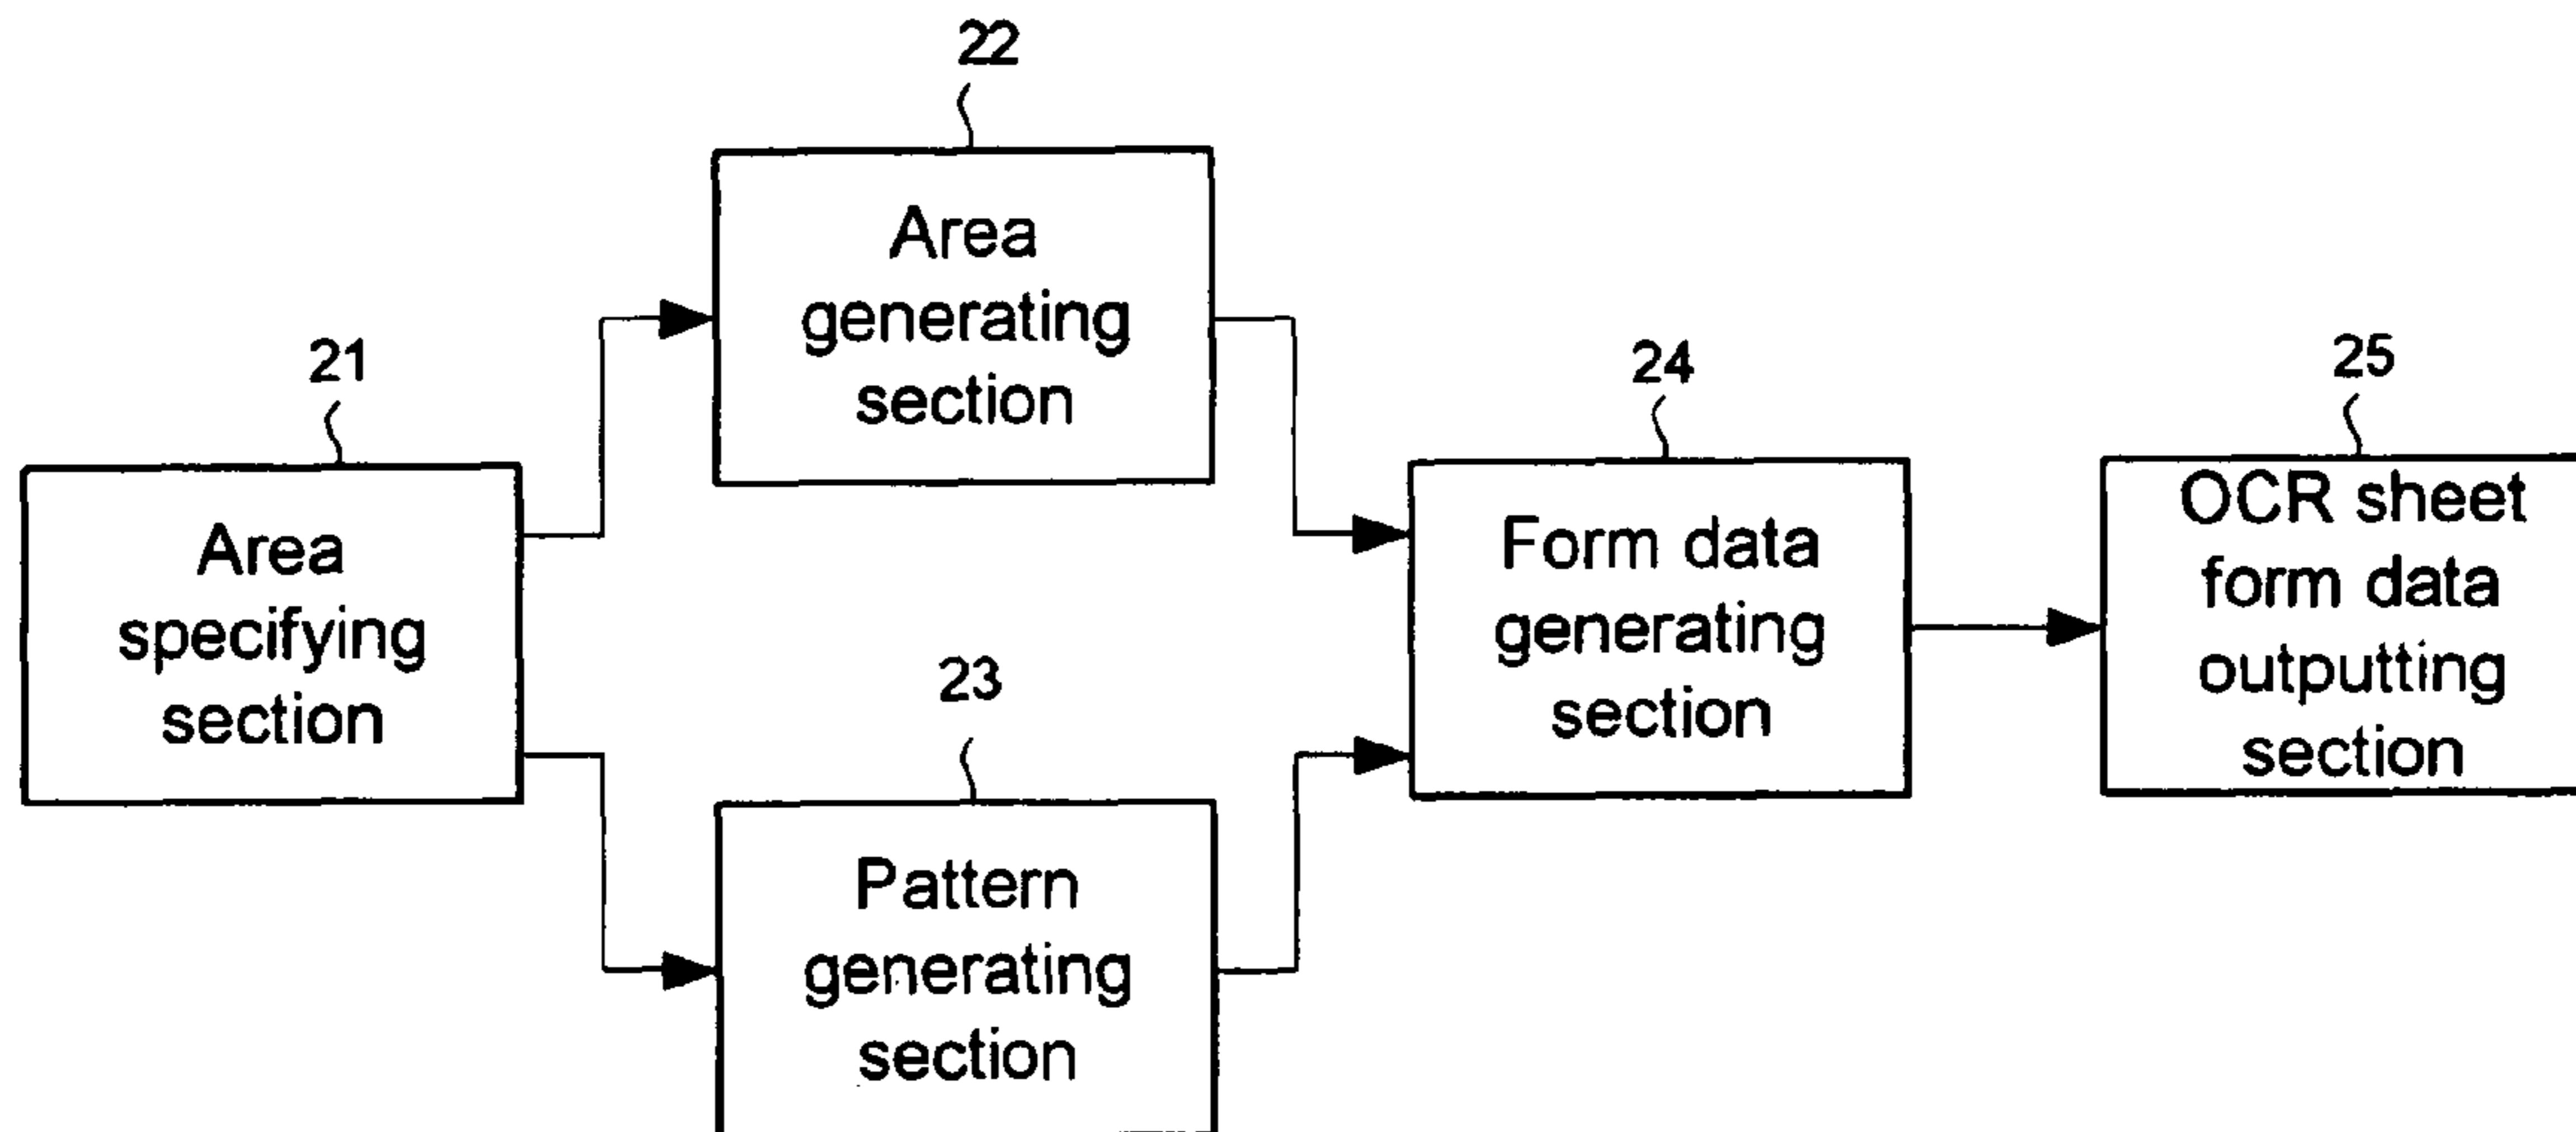 22
Area
generating
section
21
Area
specifying
section
23
Pattern
generating
section
24
Form data
generating
section
25
OCR sheet
form data
outputting
section